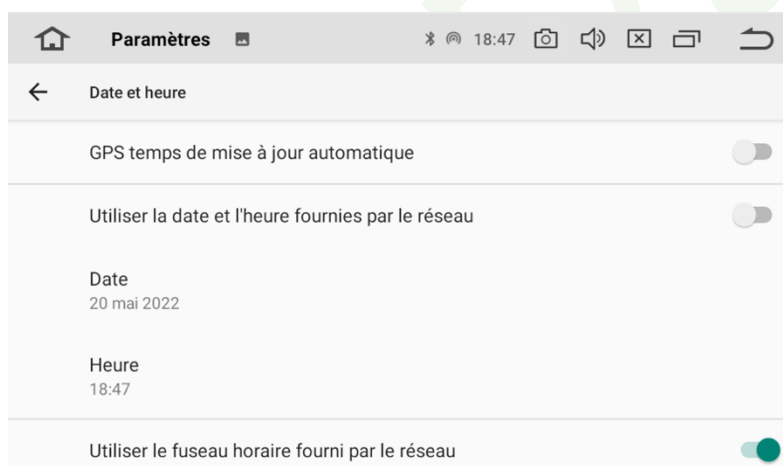 Paramètres 18:47
Date et heure
GPS temps de mise à jour automatique
Utiliser la date et l'heure fournies par le réseau
Date
20 mai 2022
Heure
18:47
Utiliser le fuseau horaire fourni par le réseau